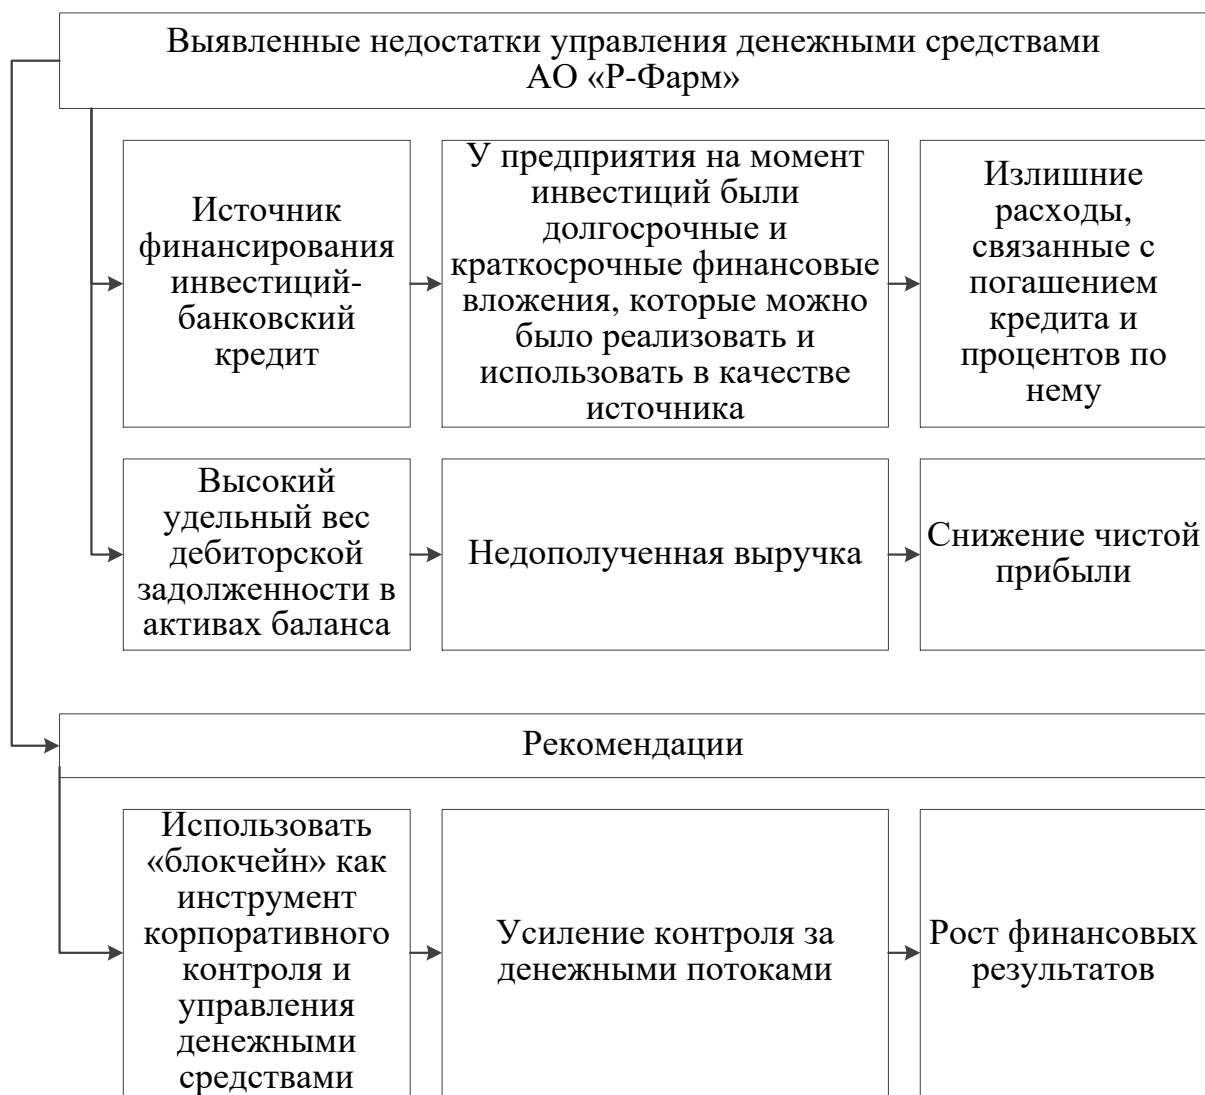 Выявленные недостатки управления денежными средствами
АО «Р-Фарм»
Источник
финансирования
инвестиций-
банковский
кредит
У предприятия на момент
инвестиций были
долгосрочные и
краткосрочные финансовые
вложения, которые можно
было реализовать и
использовать в качестве
источника
Излишние
расходы,
связанные с
погашением
кредита и
процентов по
нему
Высокий
удельный вес
дебиторской
задолженности в
активах баланса
Недополученная выручка
Снижение чистой
прибыли
Рекомендации
Использовать
«блокчейн» как
инструмент
корпоративного
контроля и
управления
денежными
средствами
Усиление контроля за
денежными потоками
Рост финансовых
результатов